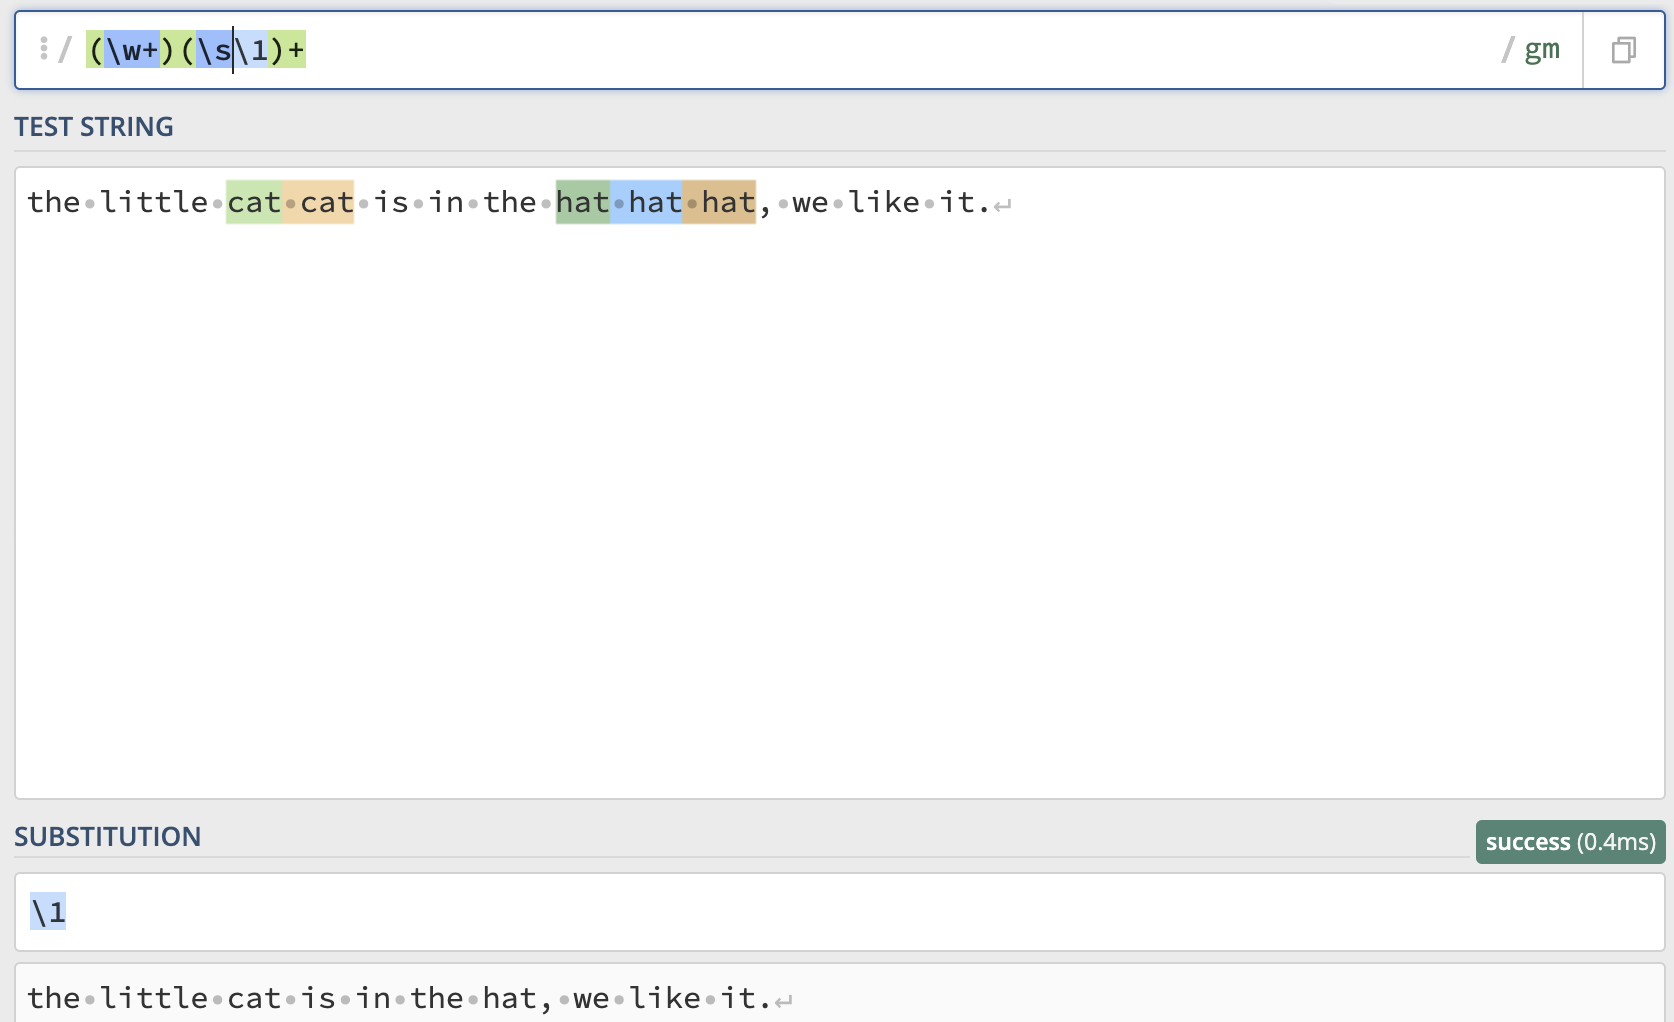 / (\w+)(\s\1)+ / gm
TEST STRING
the·little·cat·cat·is·in·the·hat·hat·hat,·we·like·it.↵
SUBSTITUTION
success (0.4ms)
\1
the·little·cat·is·in·the·hat,·we·like·it.↵